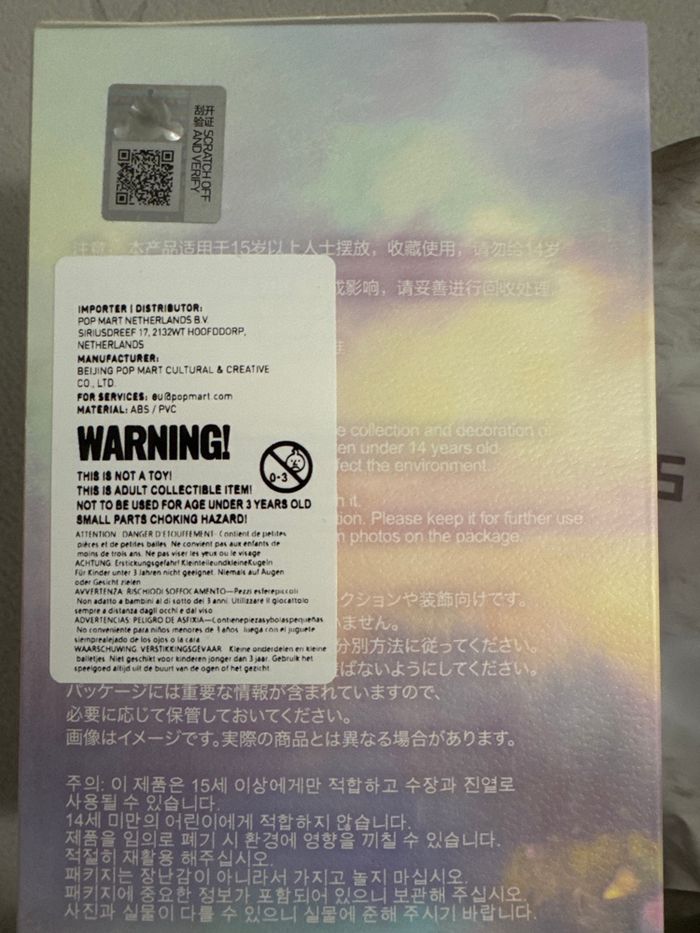 刮开 SCRATCH OFF
验证 AND VERIFY
注意： 本产品适用于15岁以上人士摆放，收藏使用；请勿给14岁
成影响，请妥善进行回收处理
IMPORTER | DISTRIBUTOR:
POP MART NETHERLANDS B.V
SIRIUSDREEF 17, 2132WT HOOFDDORP,
NETHERLANDS
MANUFACTURER:
BEIJING POP MART CULTURAL & CREATIVE
CO., LTD.
FOR SERVICES: eu@popmart.com
MATERIAL: ABS / PVC
WARNING!
0-3
THIS IS NOT A TOY!
THIS IS ADULT COLLECTIBLE ITEM!
NOT TO BE USED FOR AGE UNDER 3 YEARS OLD
SMALL PARTS CHOKING HAZARD!
ATTENTION: DANGER D'ETOUFFEMENT- Contient de petites
pièces et de petites balles. Ne convient pas aux enfants de
moins de trois ans. Ne pas viser les yeux ou le visage
ACHTUNG: Erstickungsgefahr! KleinteileundkleineKugeln
Für Kinder unter 3 Jahren nicht geeignet. Niemals auf Augen
oder Gesicht zielen
AVVERTENZA: RISCHIODI SOFFOCAMENTO—Pezzi esferepiccoli
Non adatto a bambini al di sotto dei 3 anni. Utilizzare il giocattolo
sempre a distanza dagli occhi e dal viso
ADVERTENCIAS: PELIGRO DE ASFIXIA—Contienepiezasybolaspequeñas
No conveniente para niños menores de 3 años. Juega con el juguete
siemprealejado de los ojos o la cara
WAARSCHUWING: VERSTIKKINGSGEVAAR. Kleine onderdelen en kleine
balletjes. Niet geschikt voor kinderen jonger dan 3 jaar. Gebruik het
speelgoed altijd uit de buurt van de ogen of het gezicht.
e collection and decoration of
en under 14 years old.
fect the environment.
h it.
tion. Please keep it for further use
m photos on the package.
クションや装飾向けです。
いません。
分別方法に従ってください。
ばないようにしてください。
パッケージには重要な情報が含まれていますので、
必要に応じて保管しておいてください。
画像はイメージです。実際の商品とは異なる場合があります。
주의: 이 제품은 15세 이상에게만 적합하고 수장과 진열로
사용될 수 있습니다.
14세 미만의 어린이에게 적합하지 않습니다.
제품을 임의로 폐기 시 환경에 영향을 끼칠 수 있습니다.
적절히 재활용 해주십시오.
패키지는 장난감이 아니라서 가지고 놀지 마십시오.
패키지에 중요한 정보가 포함되어 있으니 보관해 주십시오.
사진과 실물이 다를 수 있으니 실물에 준해 주시기 바랍니다.